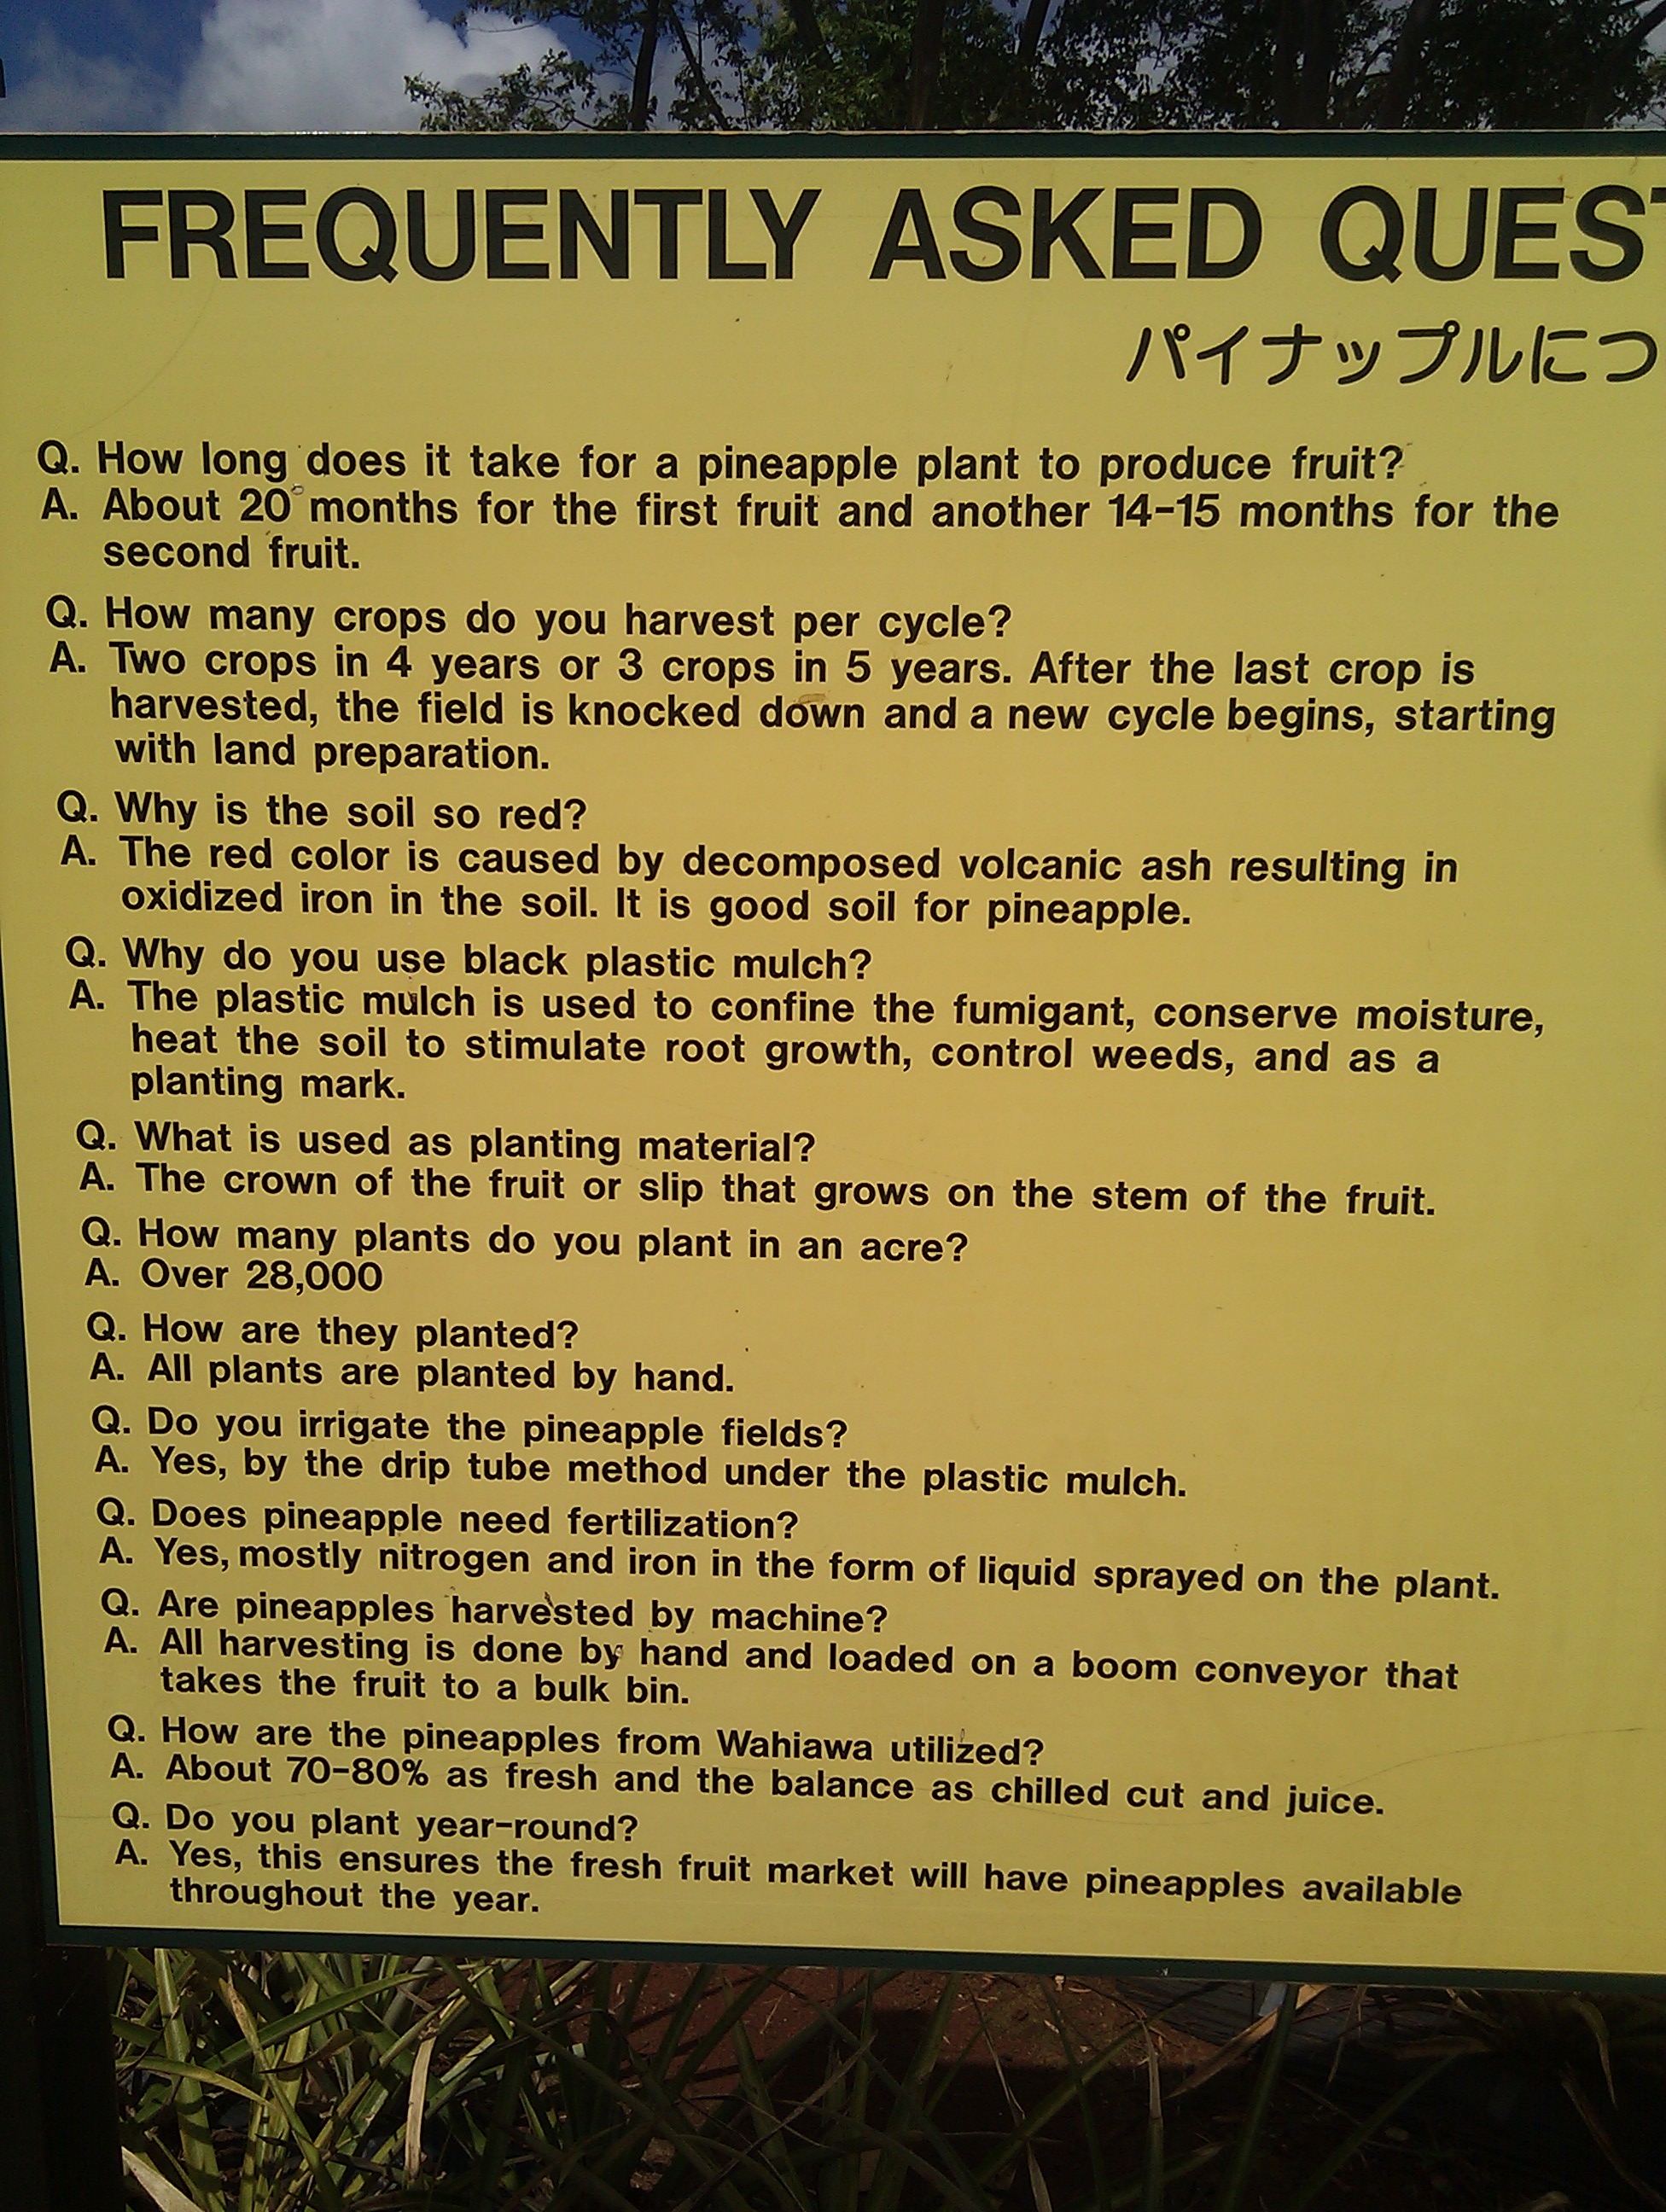 FREQUENTLY ASKED QUES
パイナップルにつ
Q. How long does it take for a pineapple plant to produce fruit?
A. About 20 months for the first fruit and another 14-15 months for the
second fruit.
Q. How many crops do you harvest per cycle?
A. Two crops in 4 years or 3 crops in 5 years. After the last crop is
harvested, the field is knocked down and a new cycle begins, starting
with land preparation.
Q. Why is the soil so red?
A. The red color is caused by decomposed volcanic ash resulting in
oxidized iron in the soil. It is good soil for pineapple.
Q. Why do you use black plastic mulch?
A. The plastic mulch is used to confine the fumigant, conserve moisture,
heat the soil to stimulate root growth, control weeds, and as a
planting mark.
Q. What is used as planting material?
A. The crown of the fruit or slip that grows on the stem of the fruit.
Q. How many plants do you plant in an acre?
A. Over 28,000
Q. How are they planted?
A. All plants are planted by hand.
Q. Do you irrigate the pineapple fields?
A. Yes, by the drip tube method under the plastic mulch.
Q. Does pineapple need fertilization?
A. Yes, mostly nitrogen and iron in the form of liquid sprayed on the plant.
Q. Are pineapples harvested by machine?
A. All harvesting is done by hand and loaded on a boom conveyor that
takes the fruit to a bulk bin.
Q. How are the pineapples from Wahiawa utilized?
A. About 70-80% as fresh and the balance as chilled cut and juice.
Q. Do you plant year-round?
A. Yes, this ensures the fresh fruit market will have pineapples available
throughout the year.